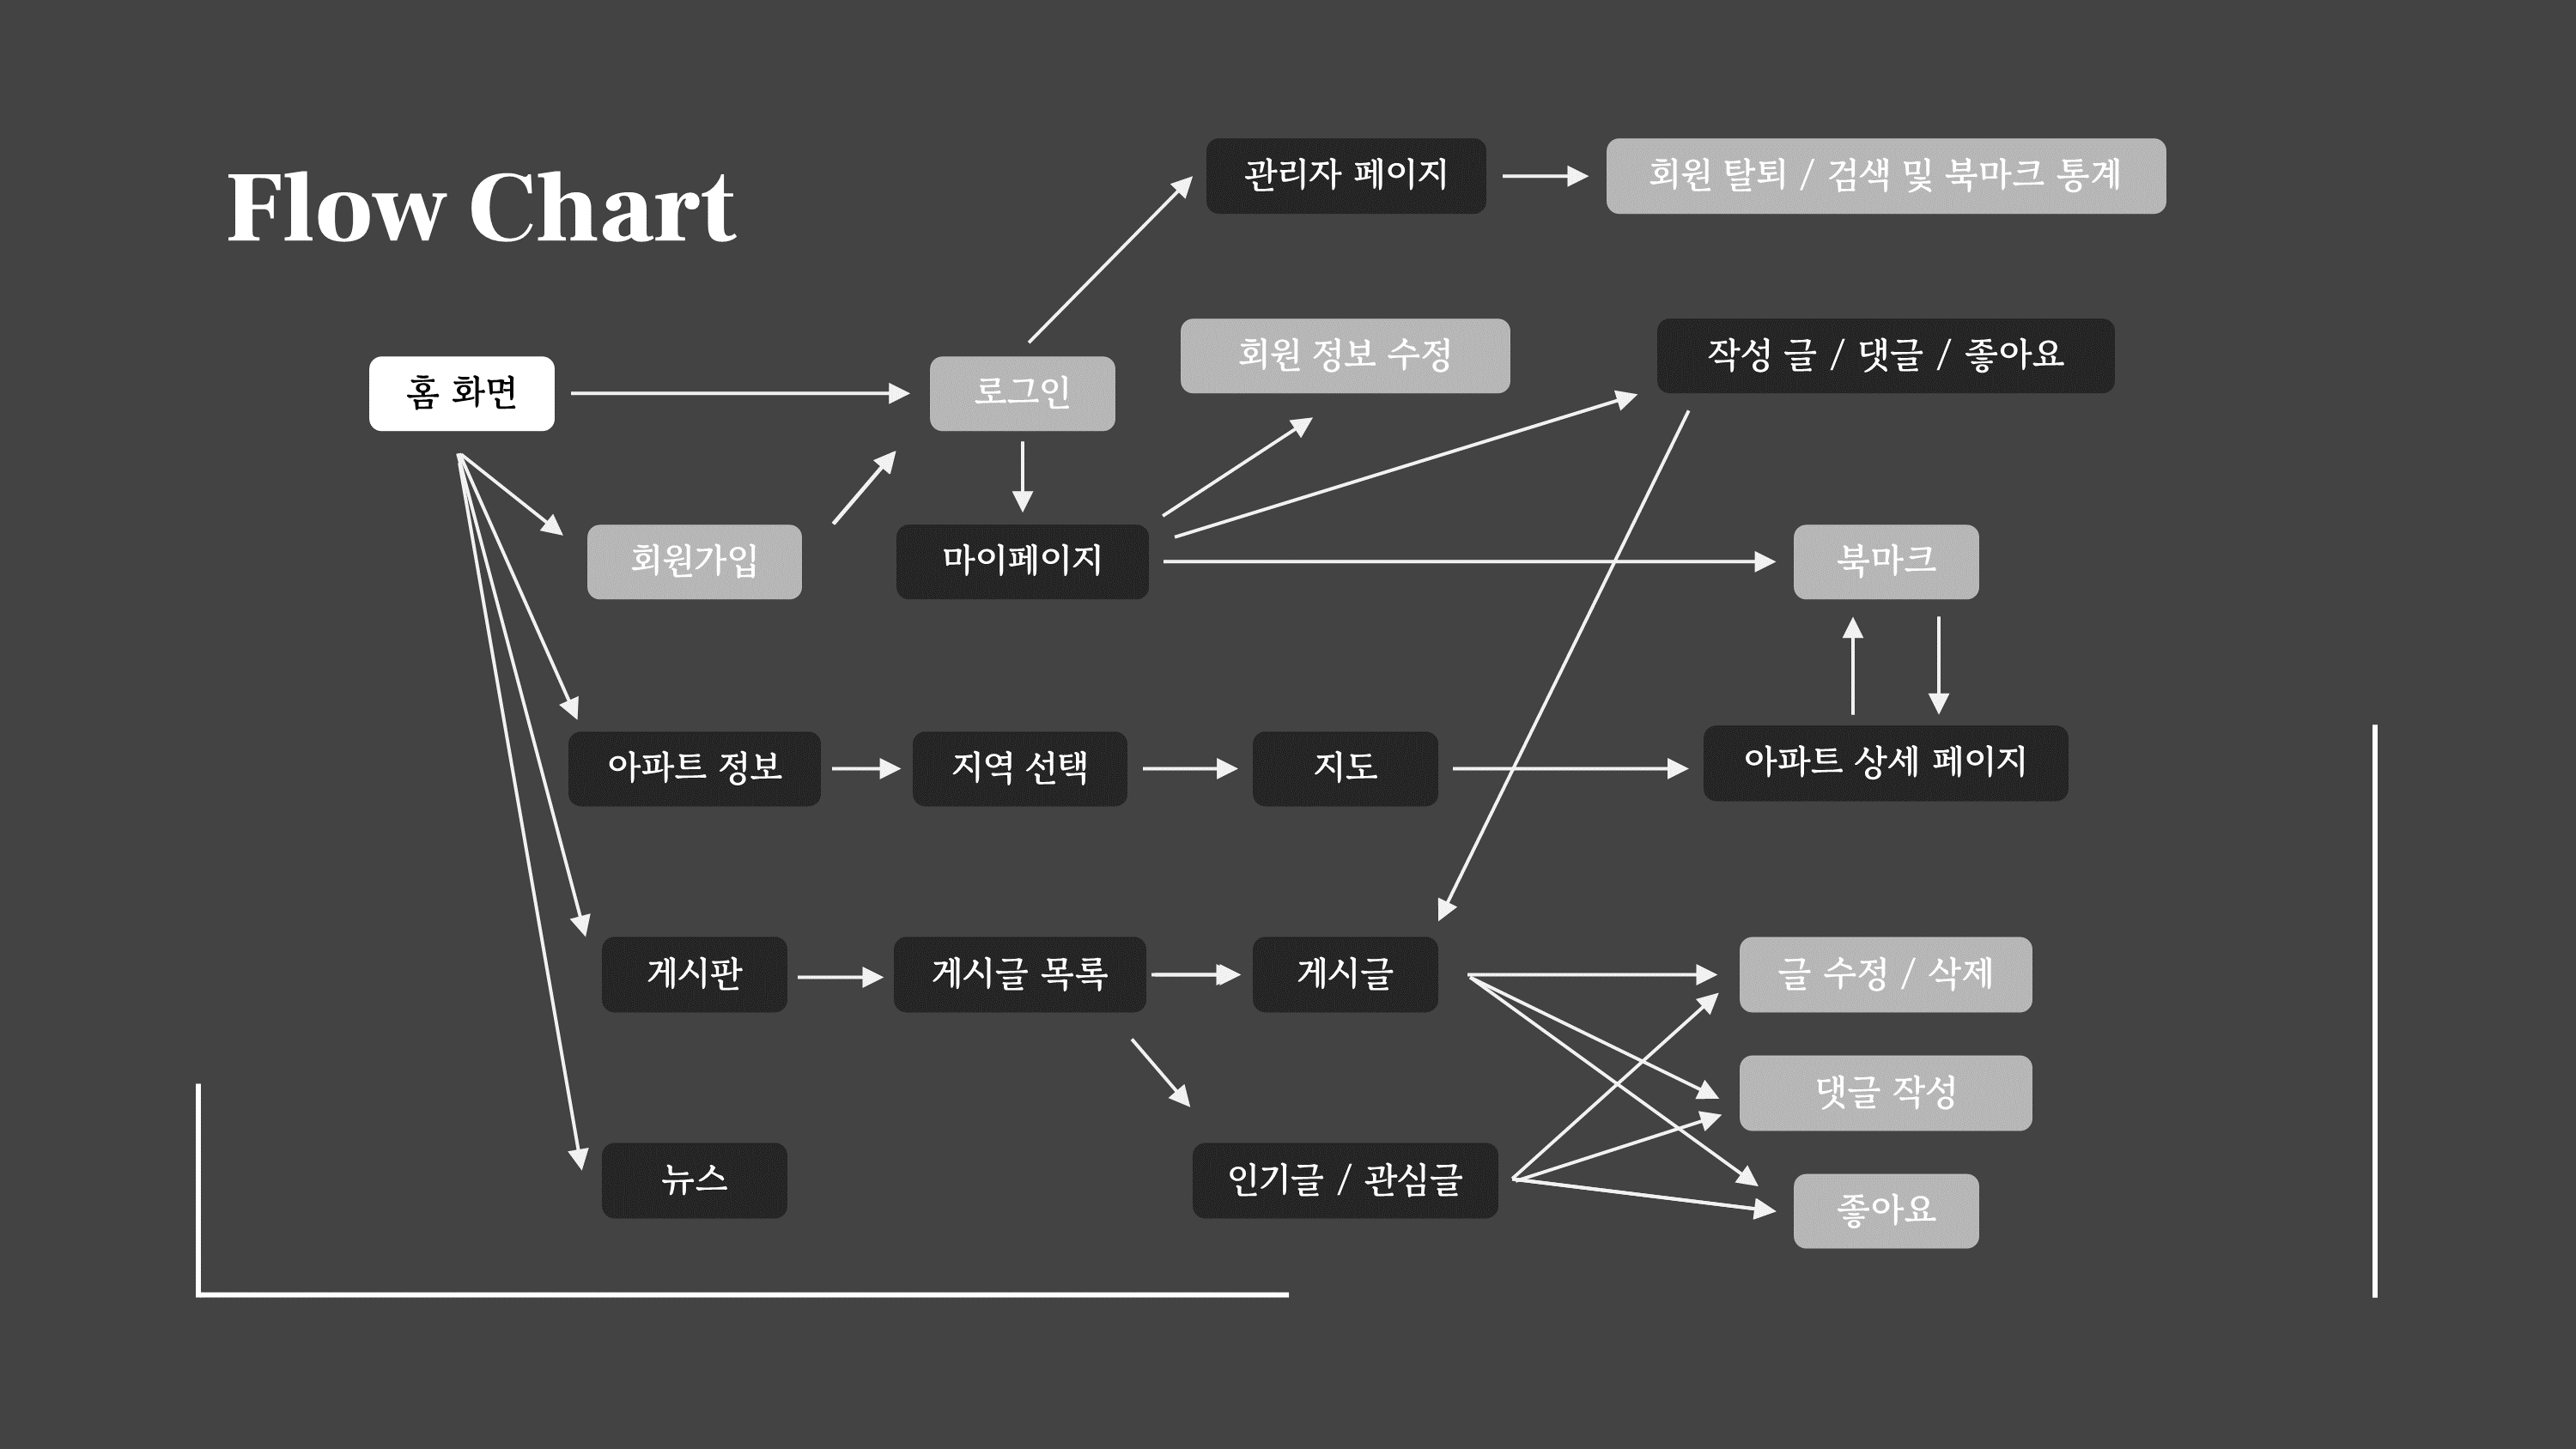 Flow Chart
관리자 페이지
회원 탈퇴 / 검색 및 북마크 통계
홈 화면
로그인
회원 정보 수정
작성 글 / 댓글 / 좋아요
회원가입
마이페이지
북마크
아파트 정보
지역 선택
지도
아파트 상세 페이지
게시판
게시글 목록
게시글
글 수정 / 삭제
댓글 작성
뉴스
인기글 / 관심글
좋아요